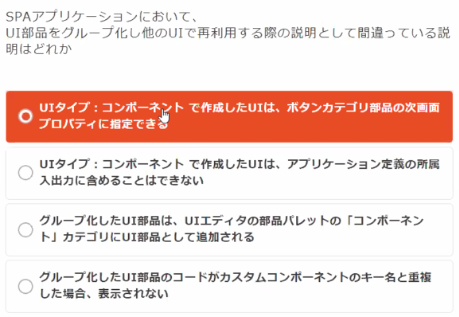 SPAアプリケーションにおいて、
UI部品をグループ化し他のUIで再利用する際の説明として間違っている説
明はどれか
UIタイプ：コンポーネント で作成したUIは、ボタンカテゴリ部品の次画面
プロパティに指定できる
UIタイプ：コンポーネント で作成したUIは、アプリケーション定義の所属
入出力に含めることはできない
グループ化したUI部品は、UIエディタの部品パレットの「コンポーネン
ト」カテゴリにUI部品として追加される
グループ化したUI部品のコードがカスタムコンポーネントのキー名と重複
した場合、表示されない